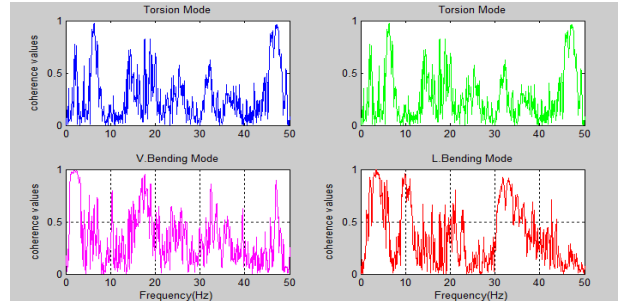 Torsion Mode
Torsion Mode
coherence values
1
0.5
0
0 10 20 30 40 50
1
0.5
0
0 10 20 30 40 50
V.Bending Mode
L.Bending Mode
coherence values
1
0.5
0
0 10 20 30 40 50
Frequency(Hz)
coherence values
1
0.5
0
0 10 20 30 40 50
Frequency(Hz)